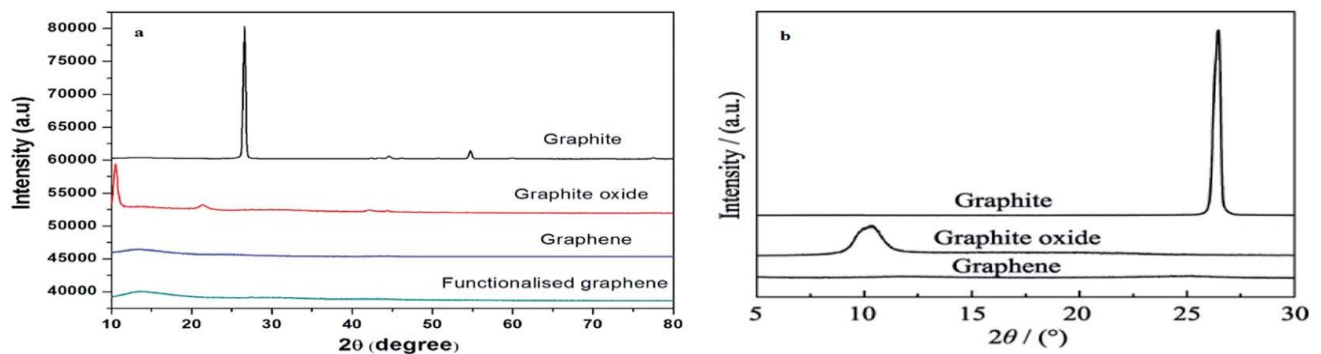 a
80000
75000
70000
65000
60000
55000
50000
45000
40000
Intensity (a.u)
Graphite
Graphite oxide
Graphene
Functionalised graphene
10 20 30 40 50 60 70 80
2θ (degree)
b
Intensity / (a.u.)
Graphite
Graphite oxide
Graphene
5 10 15 20 25 30
2θ / (°)